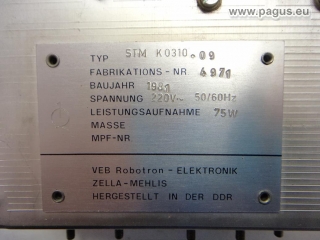 www.pagus.eu
TYP STM K0310.09
FABRIKATIONS-NR 4971
BAUJAHR 1981
SPANNUNG 220V~ 50/60Hz
LEISTUNGSAUFNAHME 75W
MASSE
MPF-NR
VEB Robotron-ELEKTRONIK
ZELLA-MEHLIS
HERGESTELLT IN DER DDR